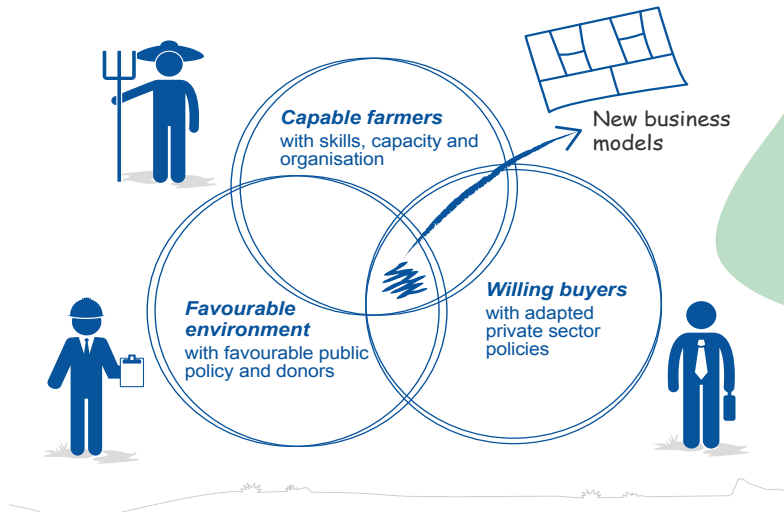 Capable farmers
with skills, capacity and
organisation
New business
models
Favourable
environment
with favourable public
policy and donors
Willing buyers
with adapted
private sector
policies